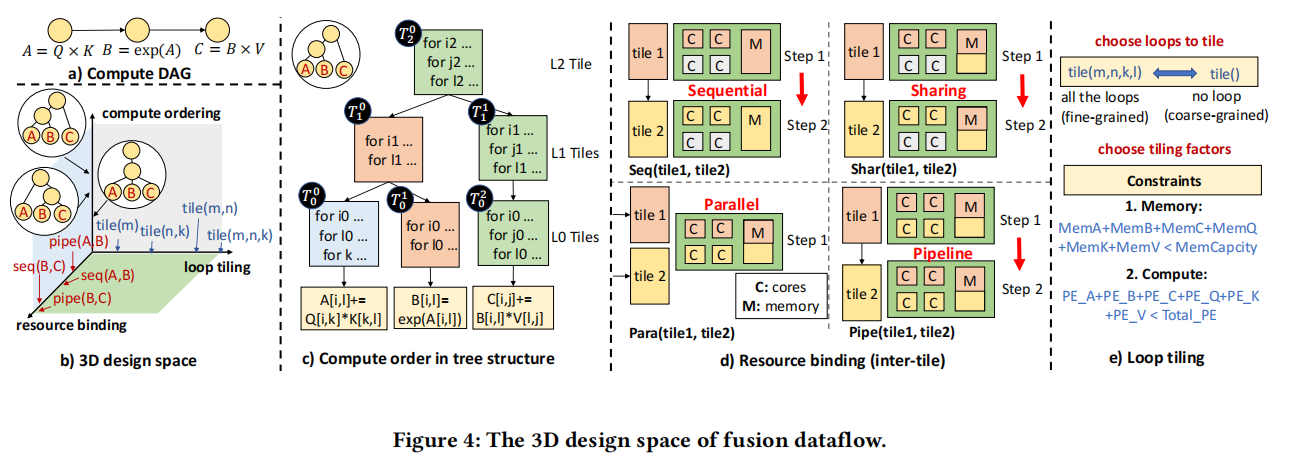 A = Q × K B = exp(A) C = B × V
a) Compute DAG
compute ordering
A B C
A B C
A B C
tile(m,n)
tile(m) tile(n,k) tile(m,n,k)
pipe(A,B)
seq(B,C)
seq(A,B)
pipe(B,C)
loop tiling
resource binding
b) 3D design space
A B C
T_2^0
for i2 ...
for j2 ...
for l2 ...
L2 Tile
T_1^0
for i1 ...
for l1 ...
T_1^1
for i1 ...
for j1 ...
for l1 ...
L1 Tiles
T_0^0
for i0 ...
for l0 ...
for k ...
T_0^1
for i0 ...
for l0 ...
T_0^2
for i0 ...
for j0 ...
for l0 ...
L0 Tiles
A[i,l]+=
Q[i,k]*K[k,l]
B[i,l]=
exp(A[i,l])
C[i,j]+=
B[i,l]*V[l,j]
c) Compute order in tree structure
tile 1
C C M
C C
Step 1
Sequential
tile 2
C C M
C C
Step 2
Seq(tile1, tile2)
tile 1
C C M
C C
Step 1
Sharing
tile 2
C C M
C C
Step 2
Shar(tile1, tile2)
Parallel
tile 1
tile 2
C C M
C C
Step 1
C: cores
M: memory
Para(tile1, tile2)
tile 1
C C M
C C
Step 1
Pipeline
tile 2
C C M
C C
Step 2
Pipe(tile1, tile2)
d) Resource binding (inter-tile)
choose loops to tile
tile(m,n,k,l) tile()
all the loops
(fine-grained)
no loop
(coarse-grained)
choose tiling factors
Constraints
1. Memory:
MemA+MemB+MemC+MemQ
+MemK+MemV < MemCapcity
2. Compute:
PE_A+PE_B+PE_C+PE_Q+PE_K
+PE_V < Total_PE
e) Loop tiling
Figure 4: The 3D design space of fusion dataflow.